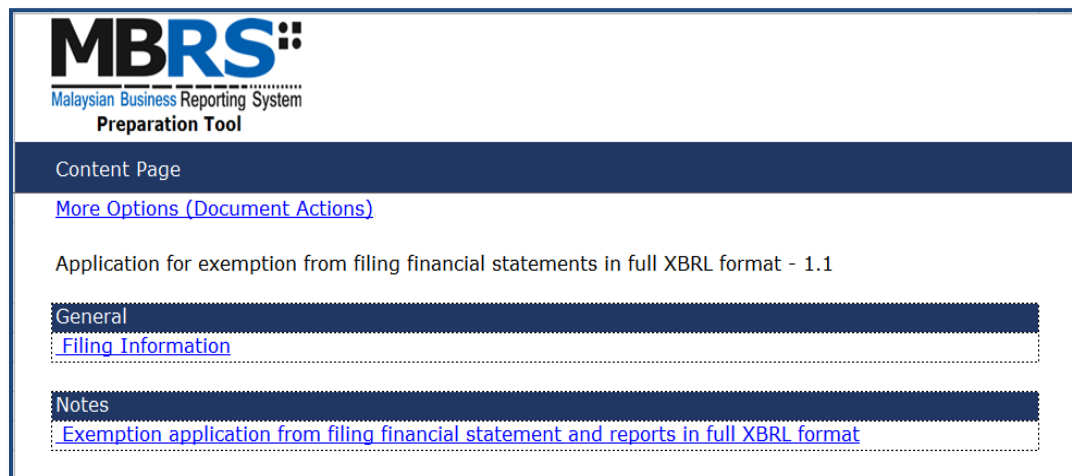 MBRS
Malaysian Business Reporting System
Preparation Tool
Content Page
More Options (Document Actions)
Application for exemption from filing financial statements in full XBRL format - 1.1
General
Filing Information
Notes
Exemption application from filing financial statement and reports in full XBRL format